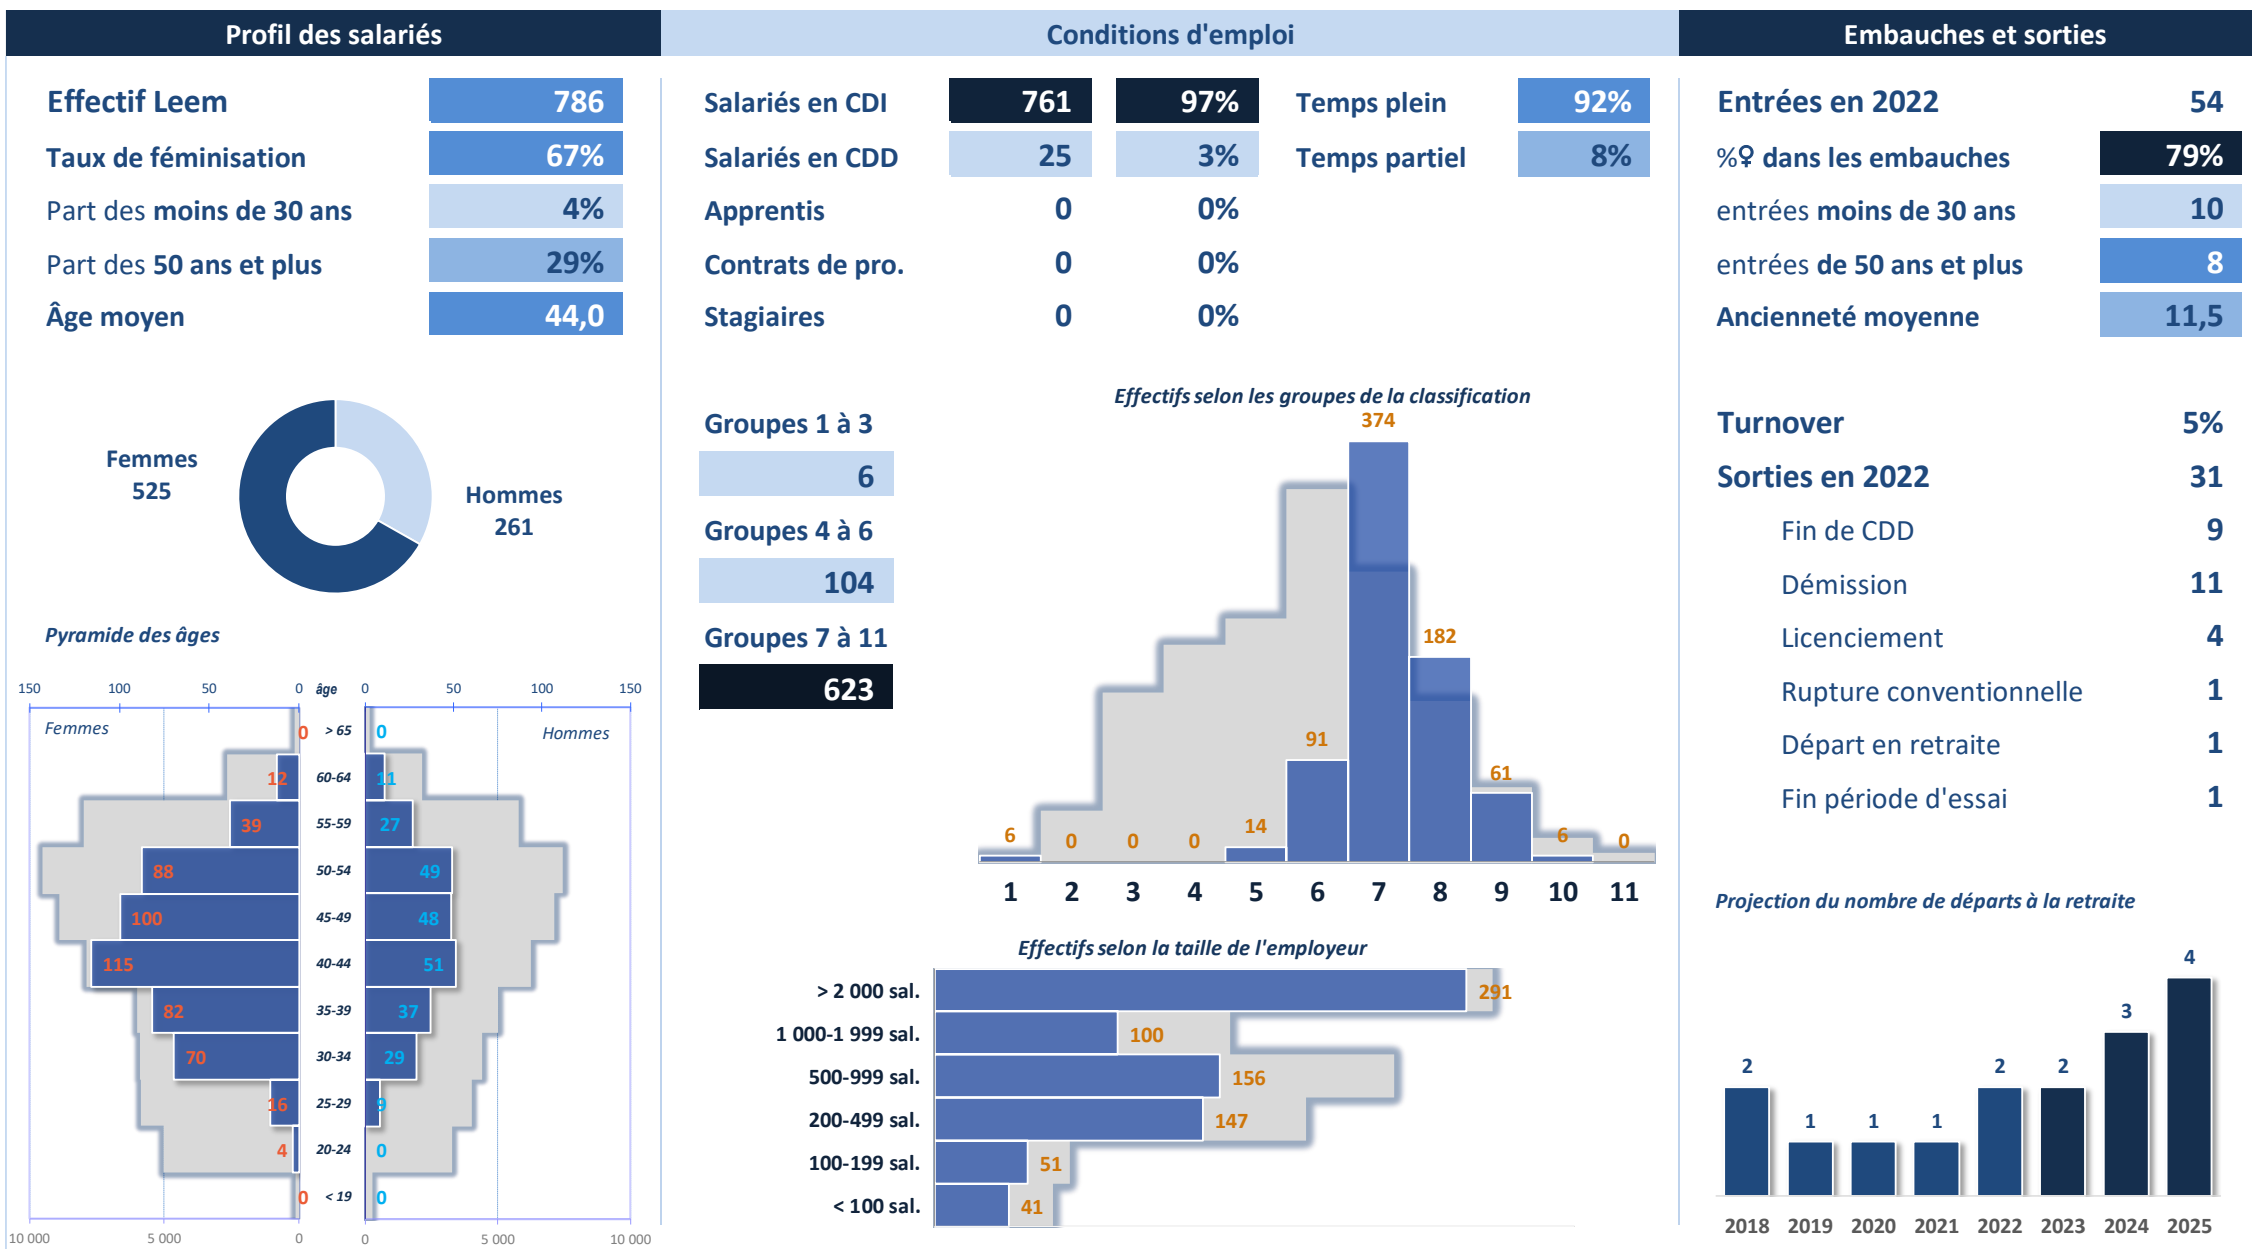 Profil des salariés
Effectif Leem 786
Taux de féminisation 67%
Part des moins de 30 ans 4%
Part des 50 ans et plus 29%
Âge moyen 44,0
Femmes
525
Hommes
261
Pyramide des âges
150 100 50 0 âge 0 50 100 150
Femmes Hommes
0 > 65 0
12 60-64 11
39 55-59 27
88 50-54 49
100 45-49 48
115 40-44 51
82 35-39 37
70 30-34 29
16 25-29 9
4 20-24 0
0 < 19 0
10 000 5 000 0 0 5 000 10 000
Conditions d'emploi
Salariés en CDI 761 97% Temps plein 92%
Salariés en CDD 25 3% Temps partiel 8%
Apprentis 0 0%
Contrats de pro. 0 0%
Stagiaires 0 0%
Groupes 1 à 3
6
Groupes 4 à 6
104
Groupes 7 à 11
623
Effectifs selon les groupes de la classification
6 0 0 0 14 91 374 182 61 6 0
1 2 3 4 5 6 7 8 9 10 11
Effectifs selon la taille de l'employeur
> 2 000 sal. 291
1 000-1 999 sal. 100
500-999 sal. 156
200-499 sal. 147
100-199 sal. 51
< 100 sal. 41
Embauches et sorties
Entrées en 2022 54
%♀ dans les embauches 79%
entrées moins de 30 ans 10
entrées de 50 ans et plus 8
Ancienneté moyenne 11,5
Turnover 5%
Sorties en 2022 31
Fin de CDD 9
Démission 11
Licenciement 4
Rupture conventionnelle 1
Départ en retraite 1
Fin période d'essai 1
Projection du nombre de départs à la retraite
2 1 1 1 2 2 3 4
2018 2019 2020 2021 2022 2023 2024 2025